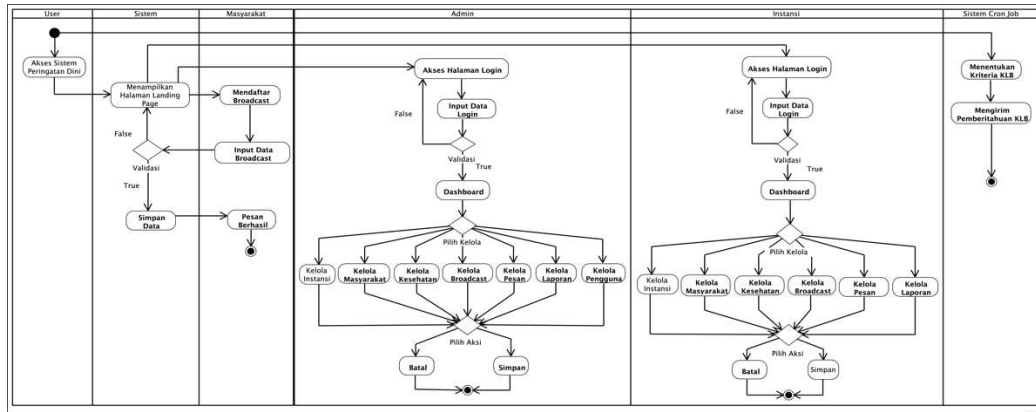 User
Sistem
Masyarakat
Admin
Instansi
Sistem Cron Job
Akses Sistem
Peringatan Dini
Menampilkan
Halaman Landing
Page
Mendaftar
Broadcast
Input Data
Broadcast
False
Validasi
True
Simpan
Data
Pesan
Berhasil
Akses Halaman Login
Input Data
Login
False
Validasi
True
Dashboard
Pilih Kelola
Kelola
Instansi
Kelola
Masyarakat
Kelola
Kesehatan
Kelola
Broadcast
Kelola
Pesan
Kelola
Laporan
Kelola
Pengguna
Pilih Aksi
Batal
Simpan
Akses Halaman Login
Input Data
Login
False
Validasi
True
Dashboard
Pilih Kelola
Kelola
Instansi
Kelola
Masyarakat
Kelola
Kesehatan
Kelola
Broadcast
Kelola
Pesan
Kelola
Laporan
Pilih Aksi
Batal
Simpan
Menentukan
Kriteria KLB
Mengirim
Pemberitahuan KLB